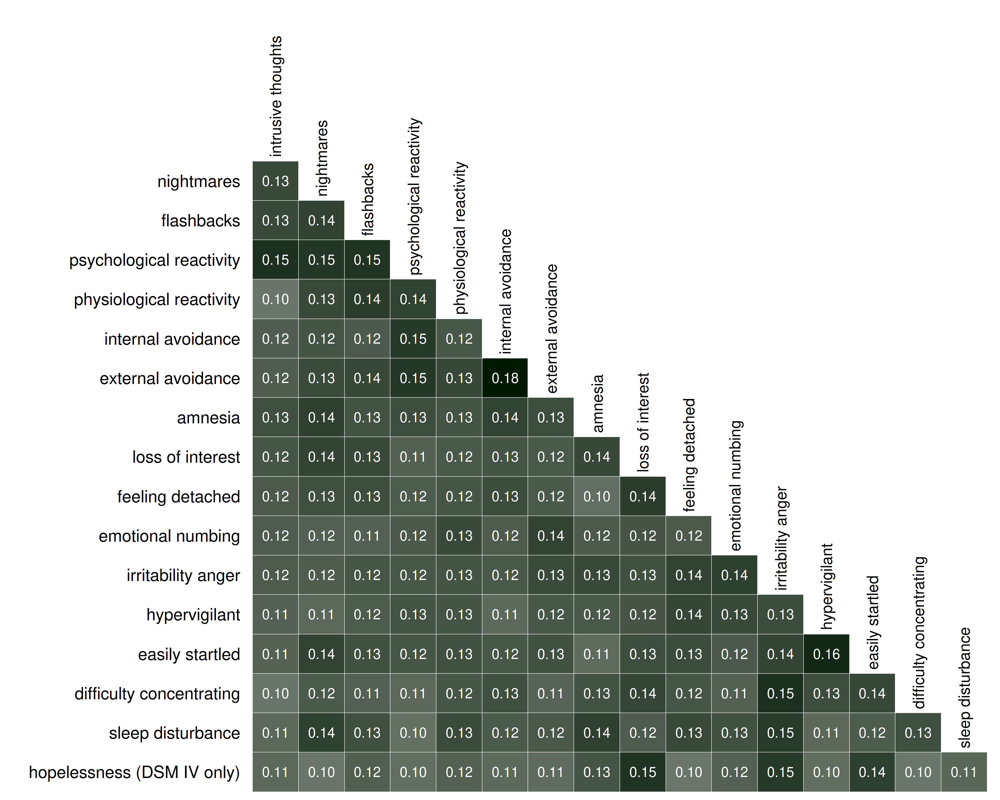 intrusive thoughts
nightmares
flashbacks
psychological reactivity
physiological reactivity
internal avoidance
external avoidance
amnesia
loss of interest
feeling detached
emotional numbing
irritability anger
hypervigilant
easily startled
difficulty concentrating
sleep disturbance
nightmares 0.13
flashbacks 0.13 0.14
psychological reactivity 0.15 0.15 0.15
physiological reactivity 0.10 0.13 0.14 0.14
internal avoidance 0.12 0.12 0.12 0.15 0.12
external avoidance 0.12 0.13 0.14 0.15 0.13 0.18
amnesia 0.13 0.14 0.13 0.13 0.13 0.14 0.13
loss of interest 0.12 0.14 0.13 0.11 0.12 0.13 0.12 0.14
feeling detached 0.12 0.13 0.13 0.12 0.12 0.13 0.12 0.10 0.14
emotional numbing 0.12 0.12 0.11 0.12 0.13 0.12 0.14 0.12 0.12 0.12
irritability anger 0.12 0.12 0.12 0.12 0.13 0.12 0.13 0.13 0.13 0.14 0.14
hypervigilant 0.11 0.11 0.12 0.13 0.13 0.11 0.12 0.12 0.12 0.14 0.13 0.13
easily startled 0.11 0.14 0.13 0.12 0.13 0.12 0.13 0.11 0.13 0.13 0.12 0.14 0.16
difficulty concentrating 0.10 0.12 0.11 0.11 0.12 0.13 0.11 0.13 0.14 0.12 0.11 0.15 0.13 0.14
sleep disturbance 0.11 0.14 0.13 0.10 0.13 0.12 0.12 0.14 0.12 0.13 0.13 0.15 0.11 0.12 0.13
hopelessness (DSM IV only) 0.11 0.10 0.12 0.10 0.12 0.11 0.11 0.13 0.15 0.10 0.12 0.15 0.10 0.14 0.10 0.11